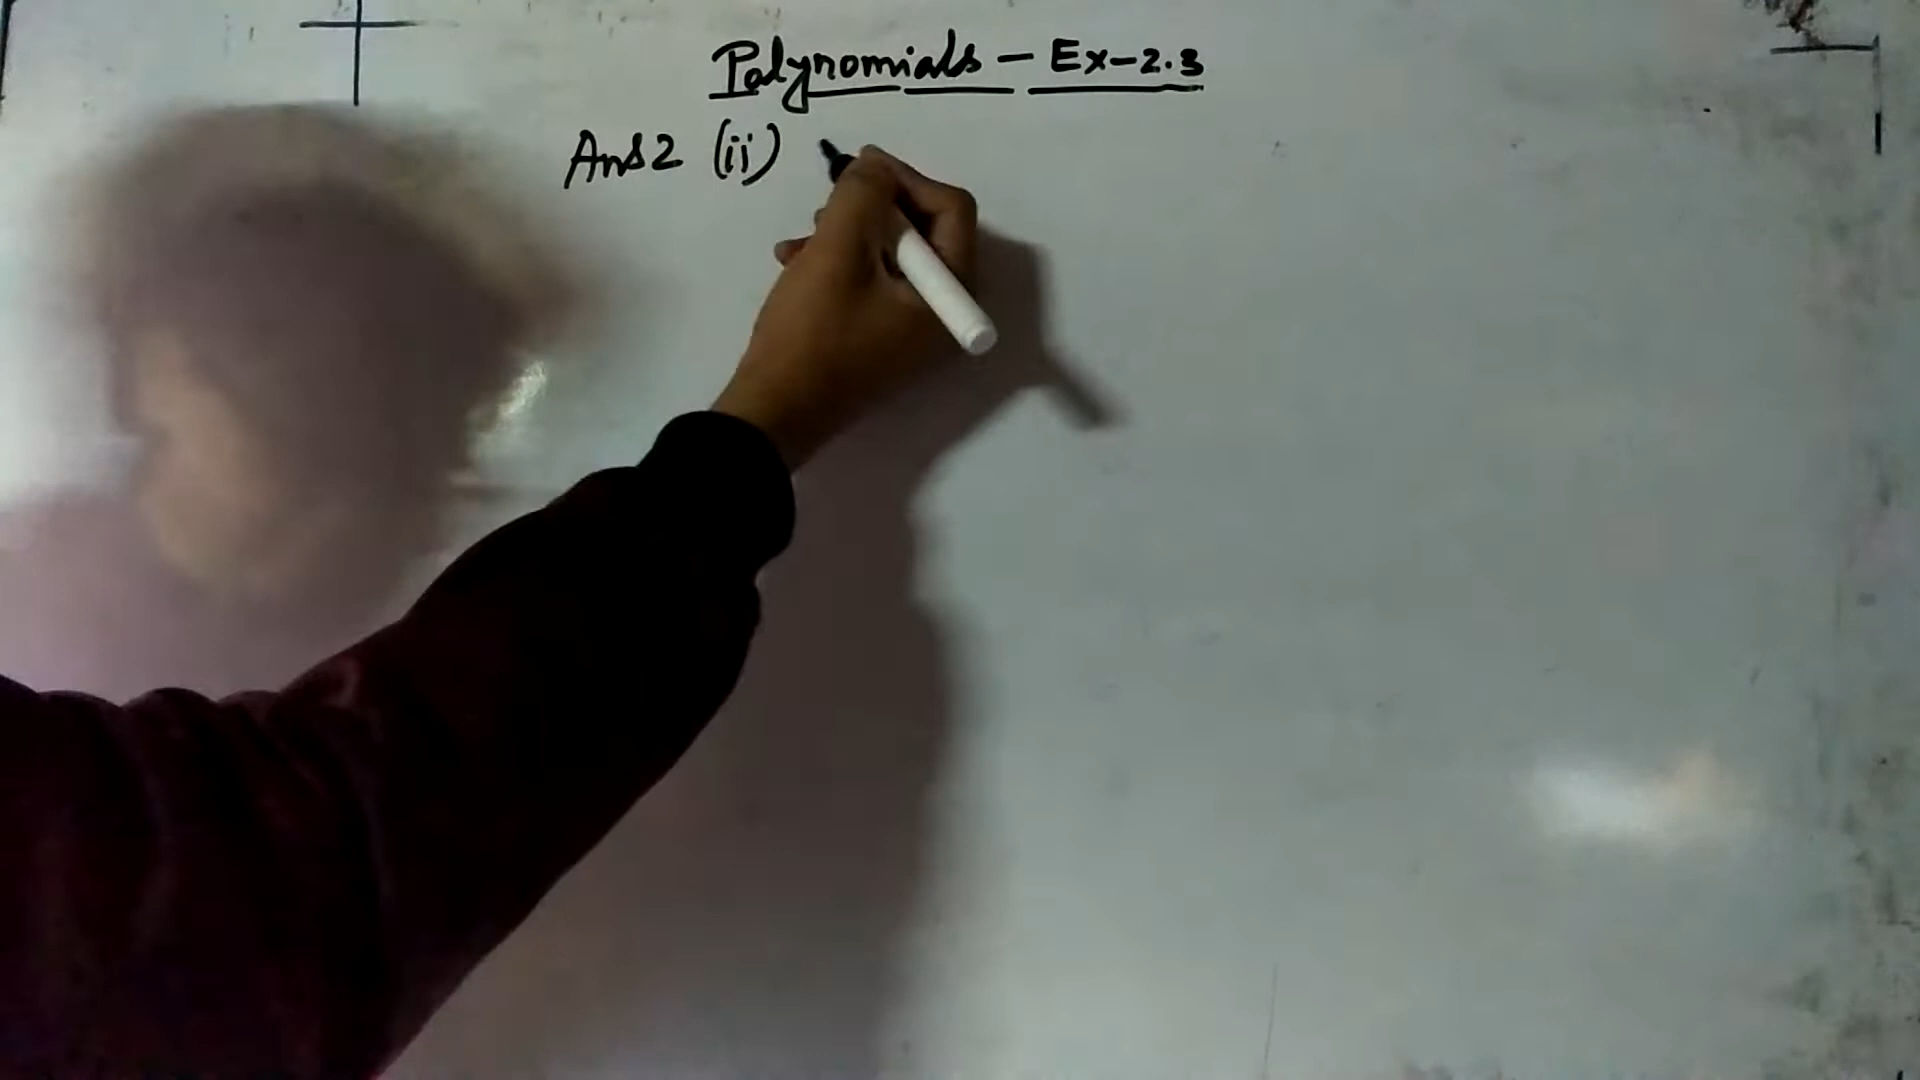 Polynomials - Ex-2.3
Ans2 (ii)